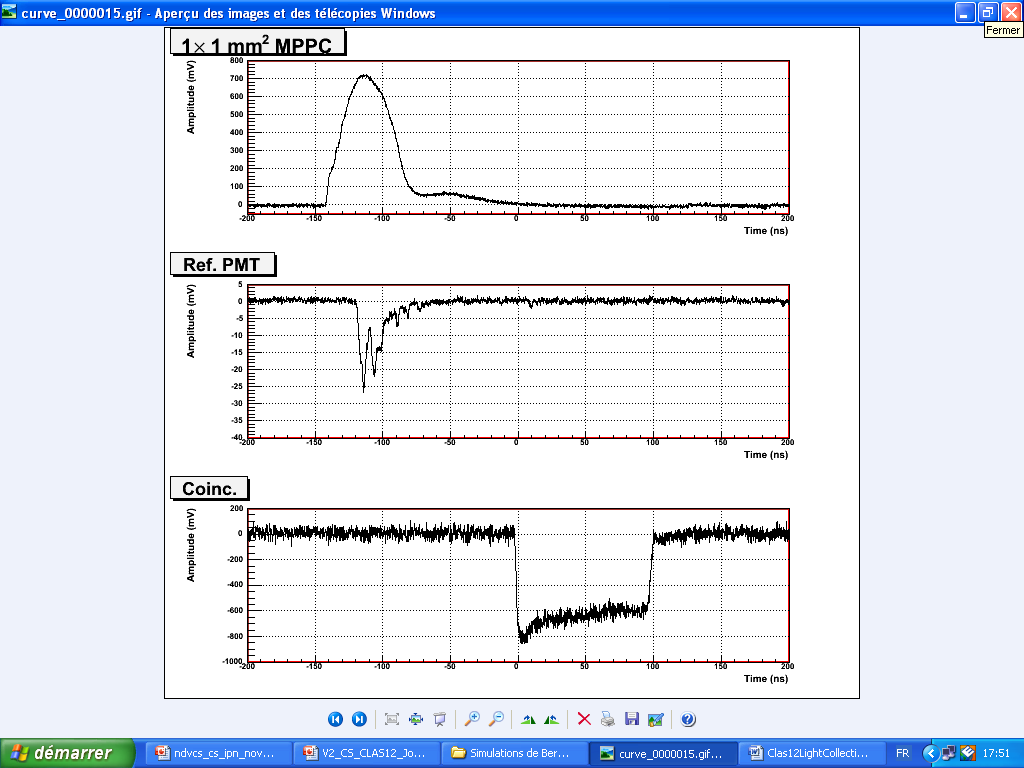 curve_0000015.gif - Aperçu des images et des télécopies Windows
Fermer
1× 1 mm² MPPC
Amplitude (mV)
800
700
600
500
400
300
200
100
0
-200 -150 -100 -50 0 50 100 150 200
Time (ns)
Ref. PMT
Amplitude (mV)
5
0
-5
-10
-15
-20
-25
-30
-35
-40
-200 -150 -100 -50 0 50 100 150 200
Time (ns)
Coinc.
Amplitude (mV)
200
0
-200
-400
-600
-800
-1000
-200 -150 -100 -50 0 50 100 150 200
Time (ns)
démarrer ndvcs_cs_ipn_nov... V2_CS_CLAS12_Jo... Simulations de Ber... curve_0000015.gif... Clas12LightCollecti... FR 17:51